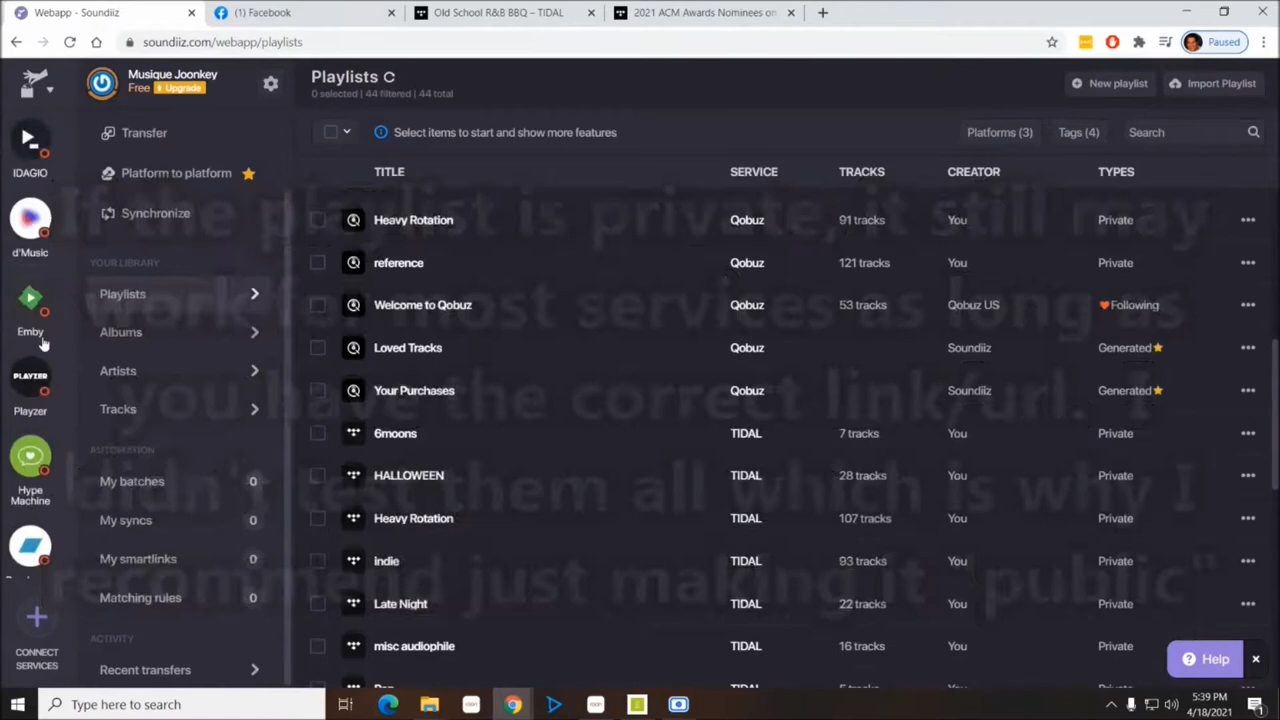 Webapp - Soundiiz
(1) Facebook
Old School R&B BBQ – TIDAL
2021 ACM Awards Nominees on
soundiiz.com/webapp/playlists
Paused
Musique Joonkey
Free Upgrade
Playlists
0 selected | 44 filtered | 44 total
New playlist
Import Playlist
Transfer
Select items to start and show more features
Platforms (3)
Tags (4)
Search
IDAGIO
Platform to platform
TITLE SERVICE TRACKS CREATOR TYPES
Synchronize
Heavy Rotation Qobuz 91 tracks You Private
d'Music
YOUR LIBRARY
reference Qobuz 121 tracks You Private
Playlists
Welcome to Qobuz Qobuz 53 tracks Qobuz US Following
Emby
Albums
Loved Tracks Qobuz Soundiiz Generated
Artists
PLAYZER
Your Purchases Qobuz Soundiiz Generated
Playzer
Tracks
6moons TIDAL 7 tracks You Private
AUTOMATION
HALLOWEEN TIDAL 28 tracks You Private
My batches 0
Hype
Machine
Heavy Rotation TIDAL 107 tracks You Private
My syncs 0
indie TIDAL 93 tracks You Private
My smartlinks 0
Late Night TIDAL 22 tracks You Private
Matching rules 0
misc audiophile TIDAL 16 tracks You Private
ACTIVITY
CONNECT
SERVICES
Recent transfers
Help
If the playlist is private, it still may
work for most services as long as
you have the correct link/url. I
didn't test them all which is why I
recommend just making it "public"
Type here to search
5:39 PM
4/18/2021